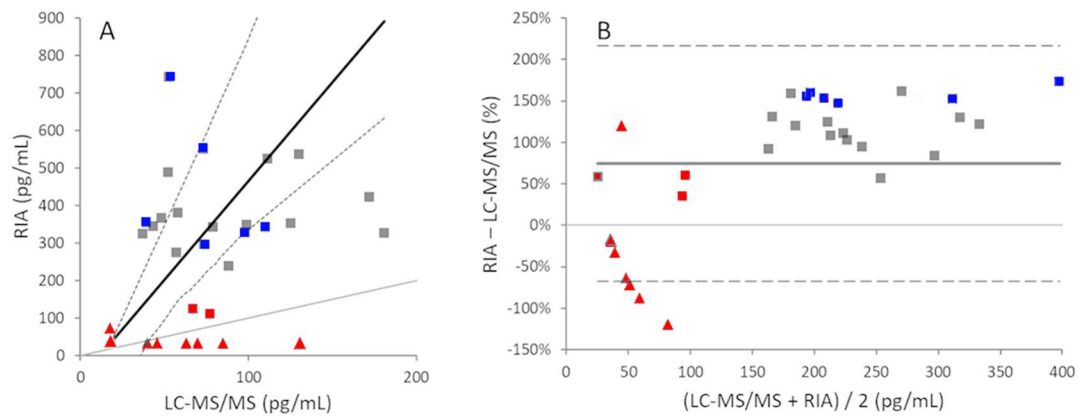 A
RIA (pg/mL)
900
800
700
600
500
400
300
200
100
0
0 100 200
LC-MS/MS (pg/mL)
B
RIA – LC-MS/MS (%)
250%
200%
150%
100%
50%
0%
-50%
-100%
-150%
0 50 100 150 200 250 300 350 400
(LC-MS/MS + RIA) / 2 (pg/mL)